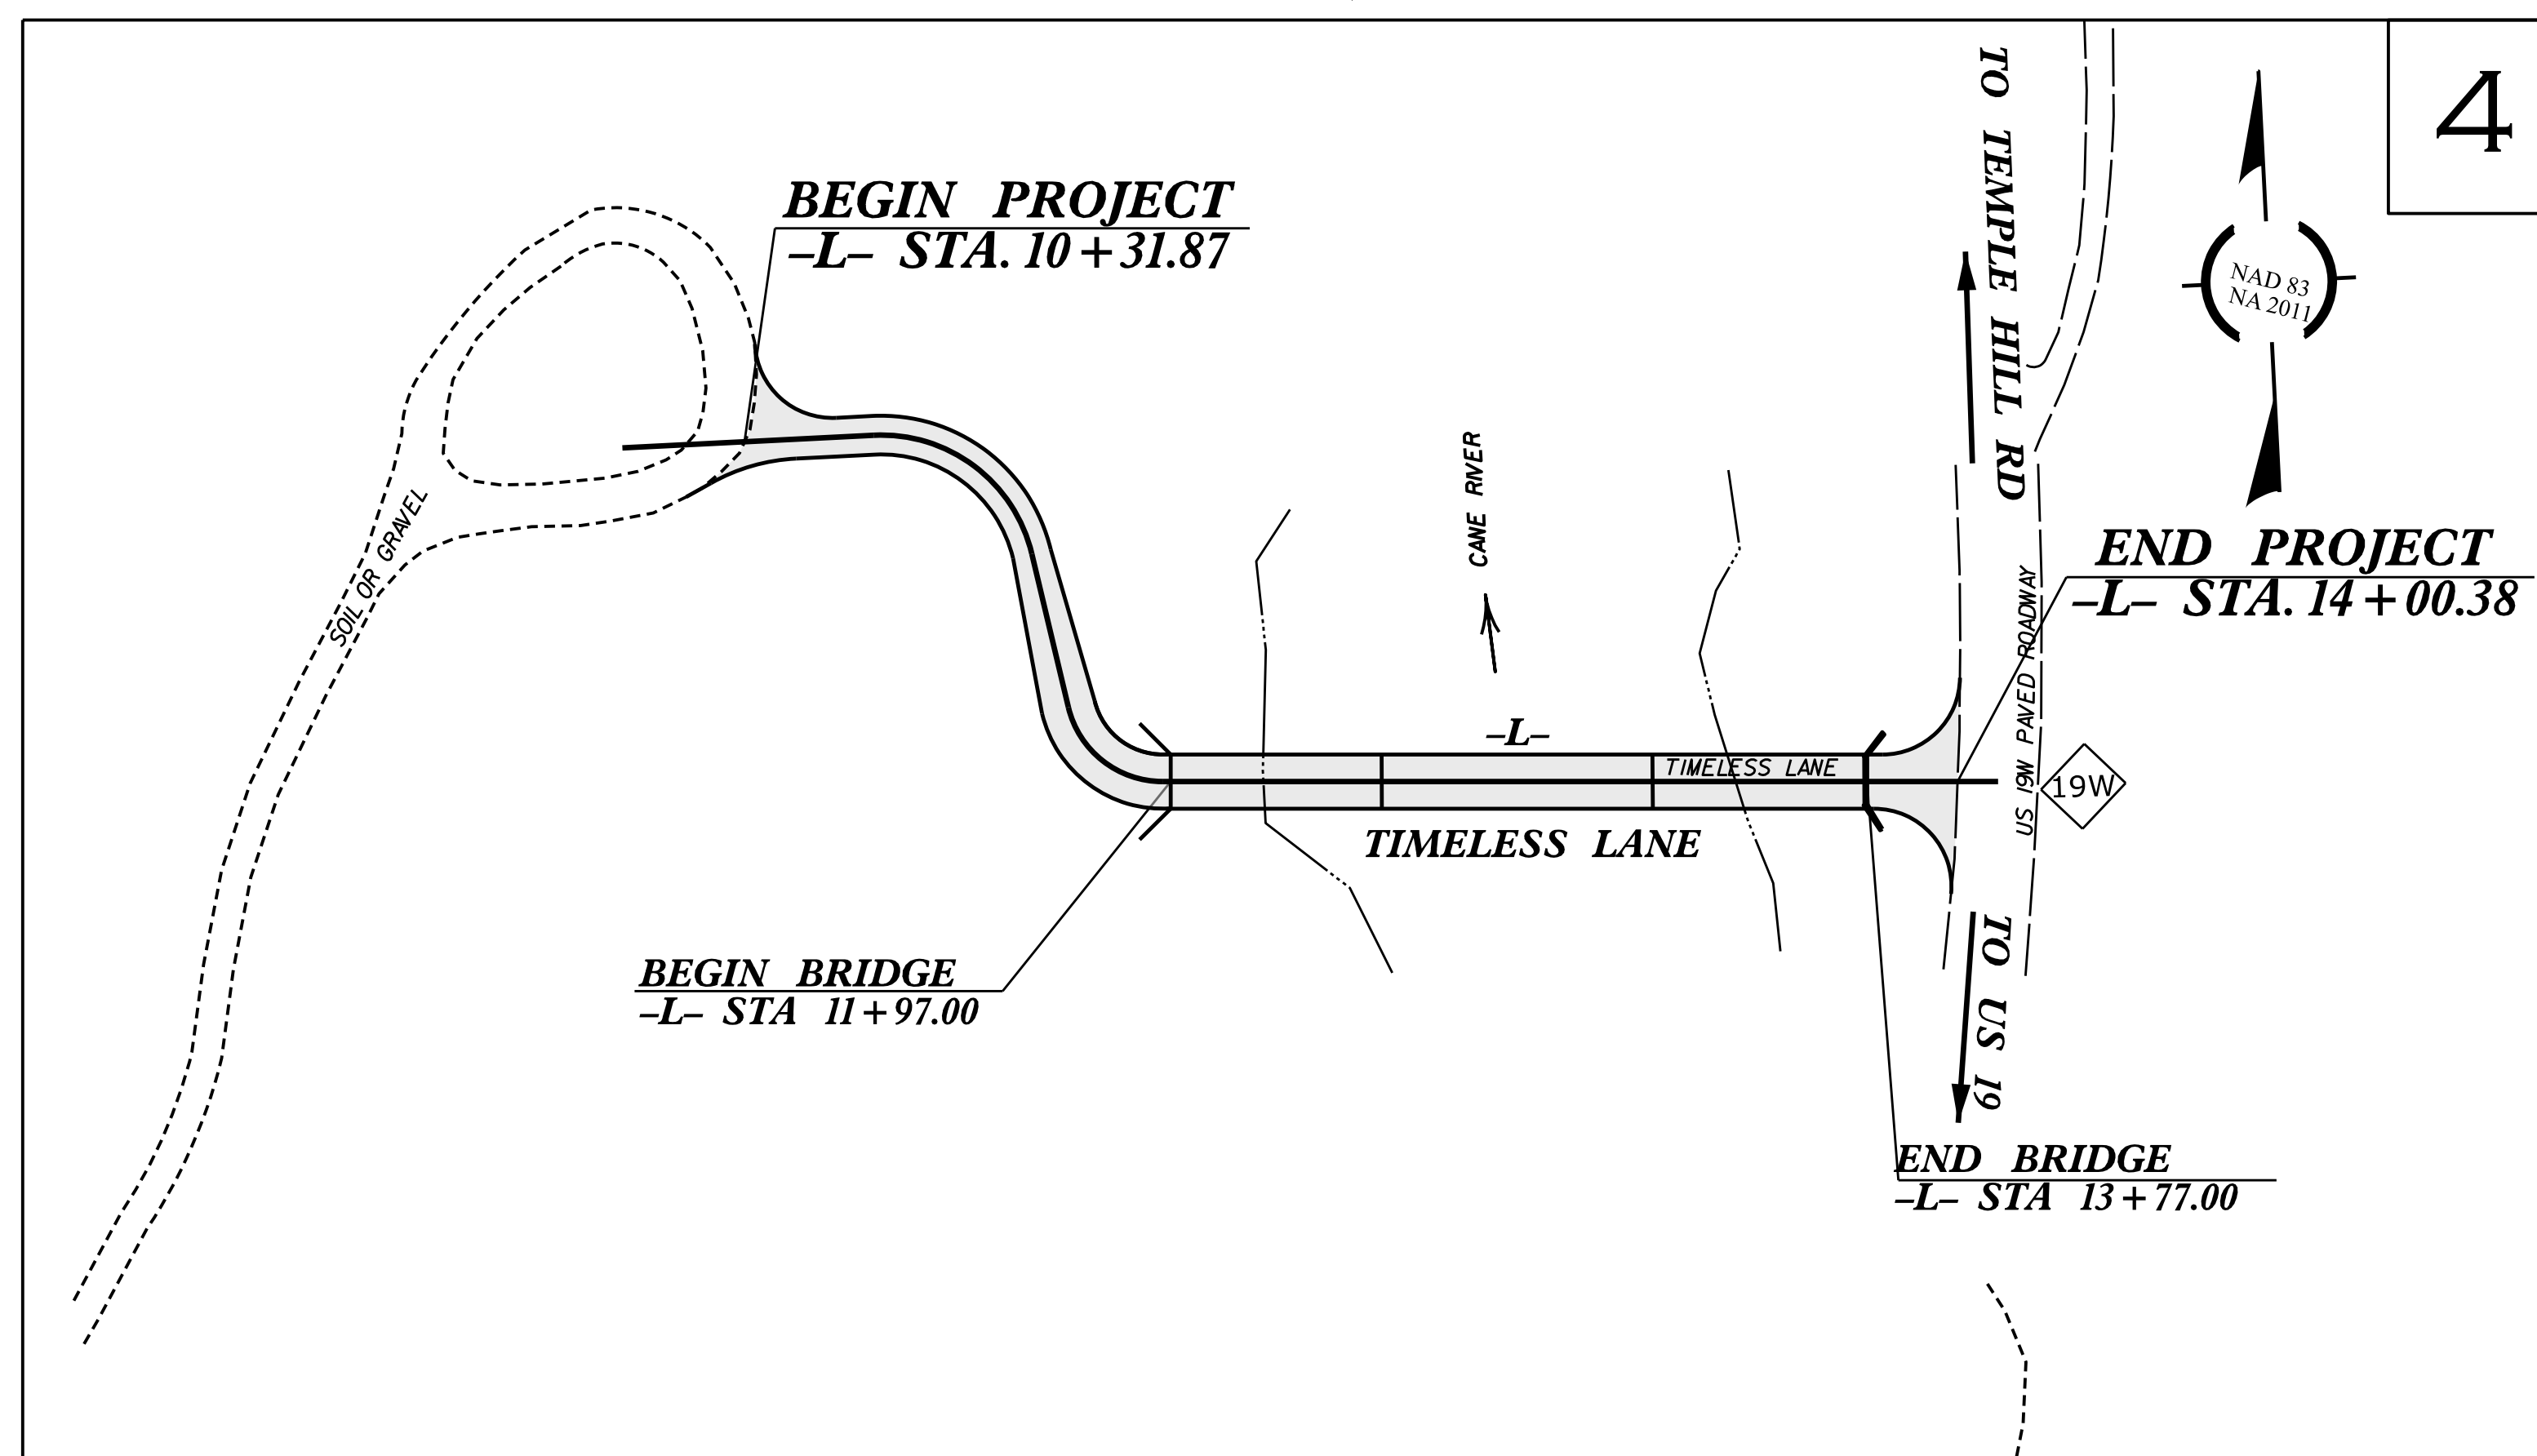 4
TO TEMPLE HILL RD
NAD 83
NA 2011
BEGIN PROJECT
–L– STA. 10+31.87
CANE RIVER
SOIL OR GRAVEL
END PROJECT
–L– STA. 14+00.38
US 19W PAVED ROADWAY
–L–
TIMELESS LANE
19W
TIMELESS LANE
BEGIN BRIDGE
–L– STA 11+97.00
TO US 19
END BRIDGE
–L– STA 13+77.00